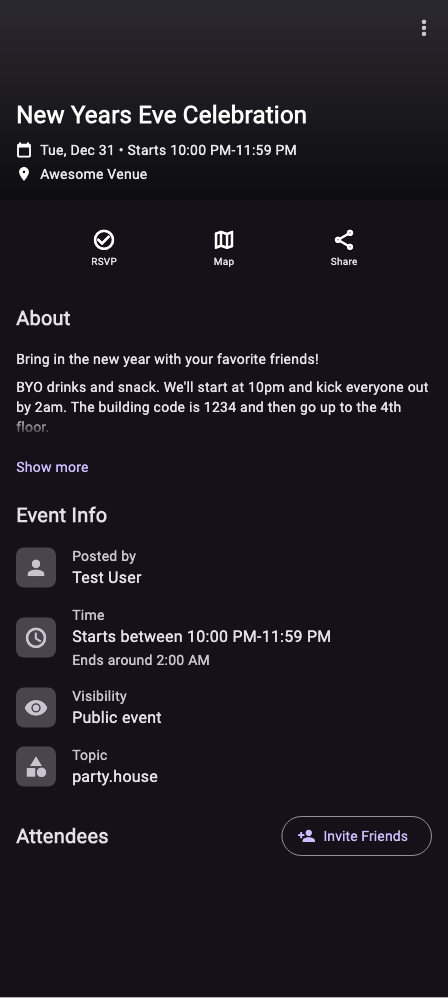 New Years Eve Celebration
Tue, Dec 31 • Starts 10:00 PM-11:59 PM
Awesome Venue
RSVP
Map
Share
About
Bring in the new year with your favorite friends!
BYO drinks and snack. We'll start at 10pm and kick everyone out
by 2am. The building code is 1234 and then go up to the 4th
floor.
Show more
Event Info
Posted by
Test User
Time
Starts between 10:00 PM-11:59 PM
Ends around 2:00 AM
Visibility
Public event
Topic
party.house
Attendees
Invite Friends